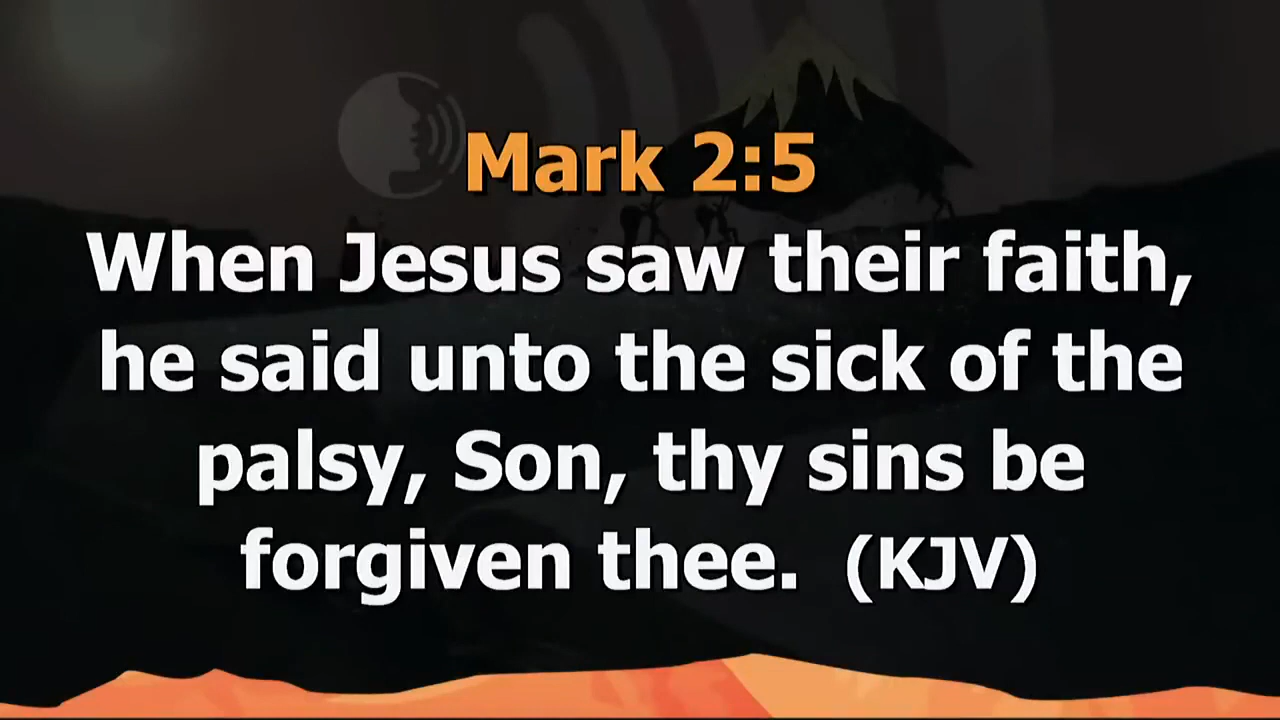 Mark 2:5
When Jesus saw their faith,
he said unto the sick of the
palsy, Son, thy sins be
forgiven thee.  (KJV)